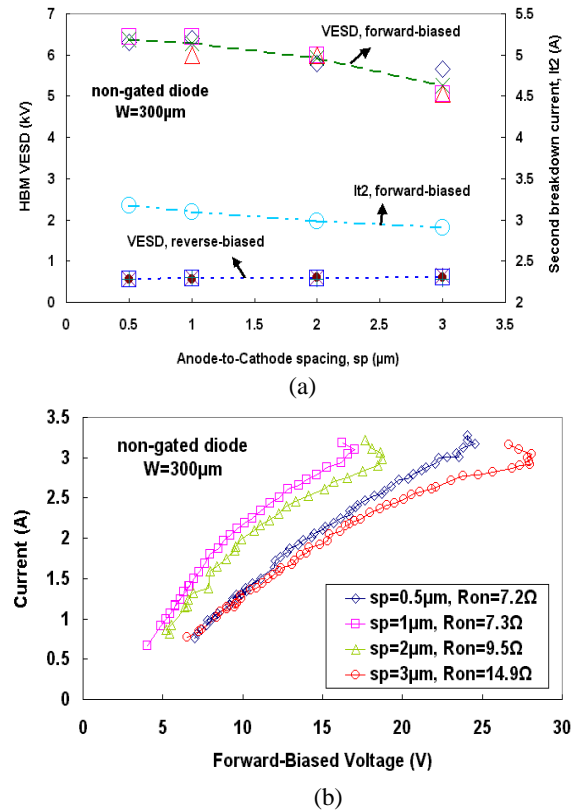 7
6
5
4
3
2
1
0
HBM VESD (kV)
5.5
5
4.5
4
3.5
3
2.5
2
Second breakdown current, It2 (A)
VESD, forward-biased
non-gated diode
W=300µm
It2, forward-biased
VESD, reverse-biased
0 0.5 1 1.5 2 2.5 3 3.5
Anode-to-Cathode spacing, sp (µm)
(a)
3.5
3
2.5
2
1.5
1
0.5
0
Current (A)
non-gated diode
W=300µm
sp=0.5µm, Ron=7.2Ω
sp=1µm, Ron=7.3Ω
sp=2µm, Ron=9.5Ω
sp=3µm, Ron=14.9Ω
0 5 10 15 20 25 30
Forward-Biased Voltage (V)
(b)